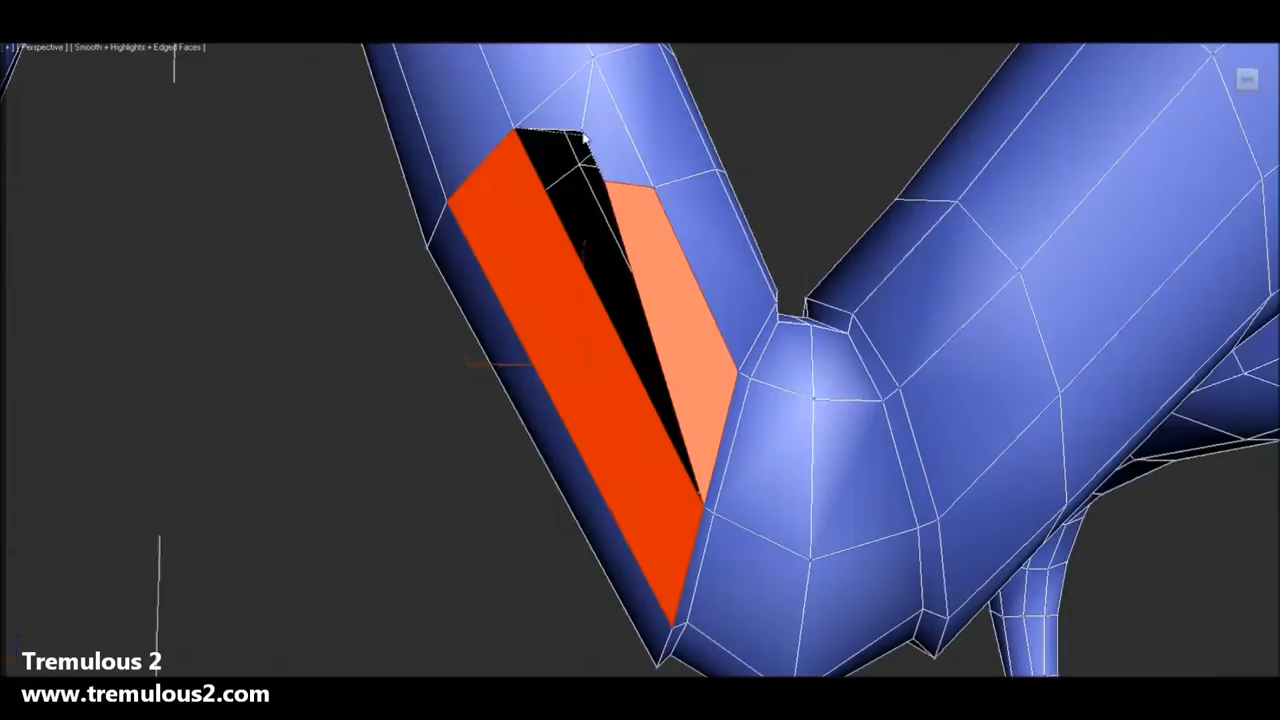 [ + ] [ Perspective ] [ Smooth + Highlights + Edged Faces ]
Tremulous 2
www.tremulous2.com